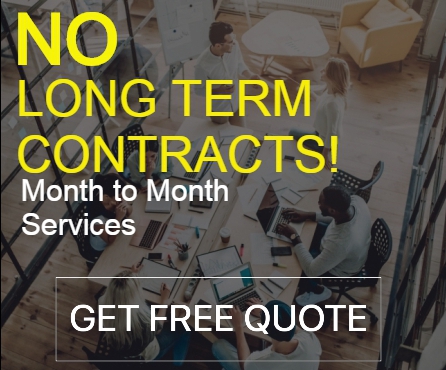 NO
LONG TERM
CONTRACTS!
Month to Month
Services
GET FREE QUOTE